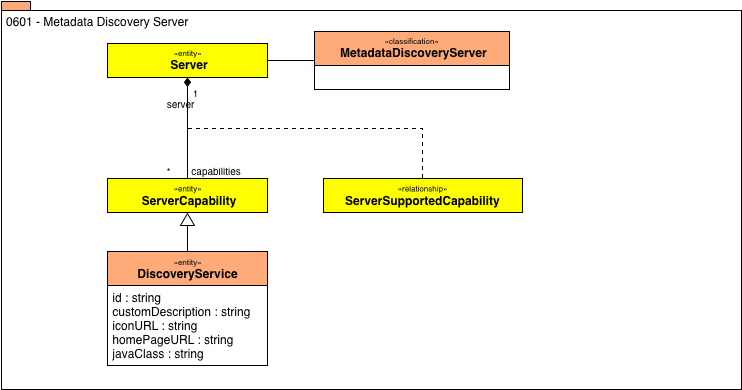 0601 - Metadata Discovery Server
«entity»
Server
«classification»
MetadataDiscoveryServer
1
server
*
capabilities
«entity»
ServerCapability
«relationship»
ServerSupportedCapability
«entity»
DiscoveryService
id : string
customDescription : string
iconURL : string
homePageURL : string
javaClass : string